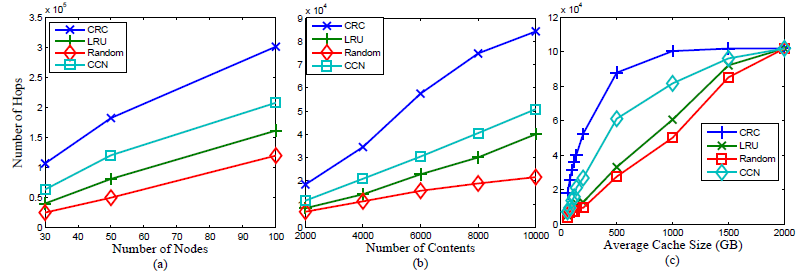 3.5 x 10^5
3
2.5
2
1.5
1
0.5
0
30 40 50 60 70 80 90 100
Number of Hops
Number of Nodes
(a)
CRC
LRU
Random
CCN
9 x 10^4
8
7
6
5
4
3
2
1
0
2000 4000 6000 8000 10000
Number of Contents
(b)
CRC
LRU
Random
CCN
12 x 10^4
10
8
6
4
2
0
500 1000 1500 2000
Average Cache Size (GB)
(c)
CRC
LRU
Random
CCN